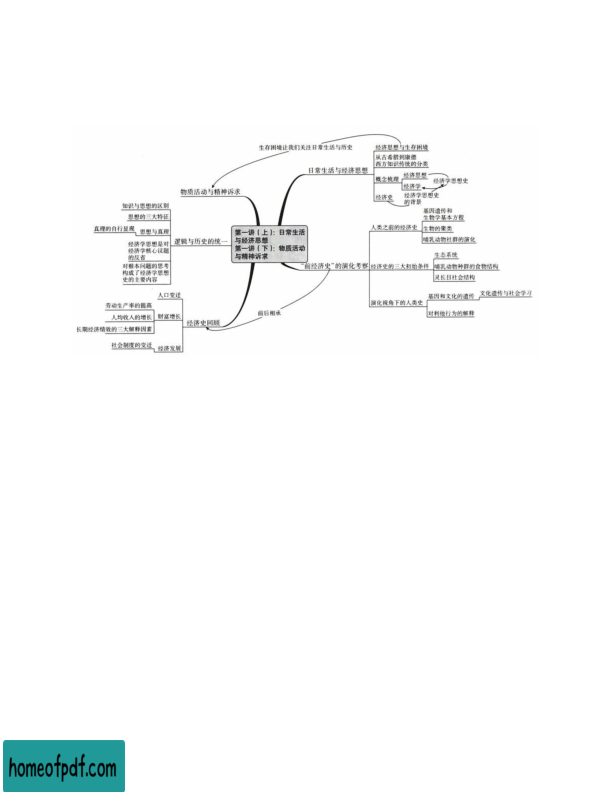 生存困境让我们关注日常生活与历史
经济思想与生存困境
从古希腊到康德
西方知识传统的分类
日常生活与经济思想
概念梳理
经济思想
经济学思想史
经济学
经济史
经济学思想史
的背景
物质活动与精神诉求
知识与思想的区别
思想的三大特征
真理的自行呈现
思想与真理
经济学思想是对
经济学核心议题
的反省
对根本问题的思考
构成了经济学思想
史的主要内容
逻辑与历史的统一
第一讲（上）：日常生活
与经济思想
第一讲（下）：物质活动
与精神诉求
基因遗传和
生物学基本方程
人类之前的经济史
生物的聚类
哺乳动物社群的演化
“前经济史”的演化考察
经济史的三大初始条件
生态系统
哺乳动物种群的食物结构
灵长目社会结构
演化视角下的人类史
基因和文化的遗传
文化遗传与社会学习
对利他行为的解释
前后相承
经济史回顾
人口变迁
劳动生产率的提高
人均收入的增长
财富增长
长期经济绩效的三大解释因素
社会制度的变迁
经济发展
homeofpdf.com